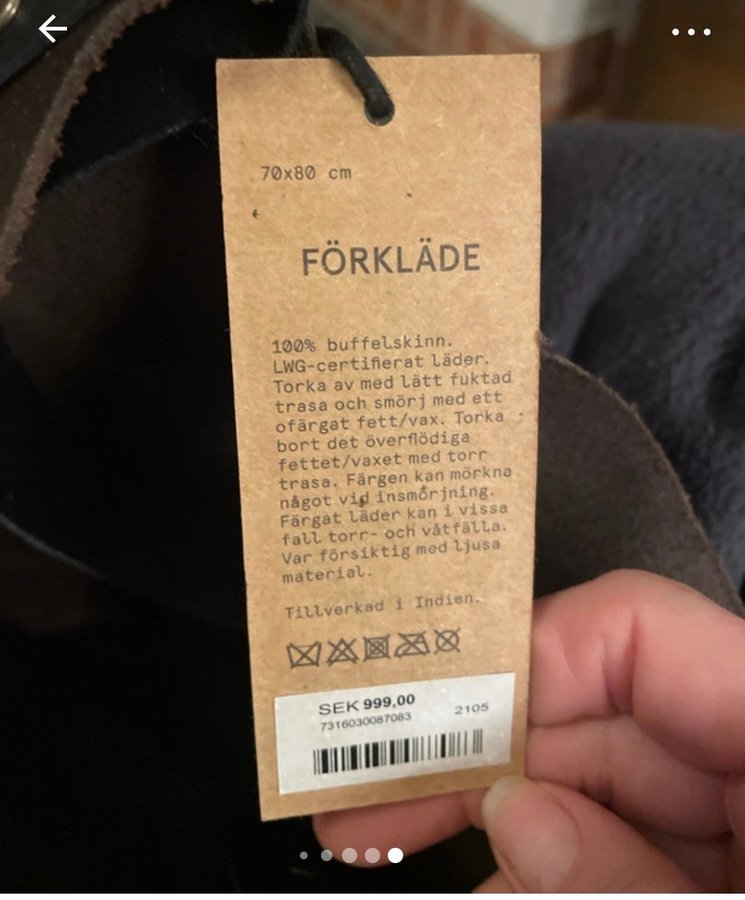 70x80 cm
FÖRKLÄDE
100% buffelskinn.
LWG-certifierat läder.
Torka av med lätt fuktad
trasa och smörj med ett
ofärgat fett/vax. Torka
bort det överflödiga
fettet/vaxet med torr
trasa. Färgen kan mörkna
något vid insmörjning.
Färgat läder kan i vissa
fall torr- och våtfälla.
Var försiktig med ljusa
material.
Tillverkad i Indien.
SEK 999,00
7316030087083 2105